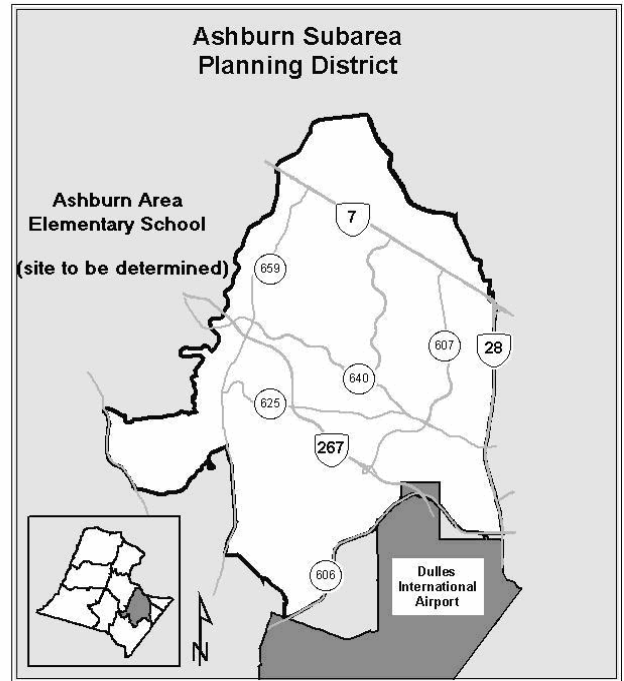 Ashburn Subarea
Planning District
Ashburn Area
Elementary School
(site to be determined)
7
659
607
28
640
625
267
606
Dulles
International
Airport
N